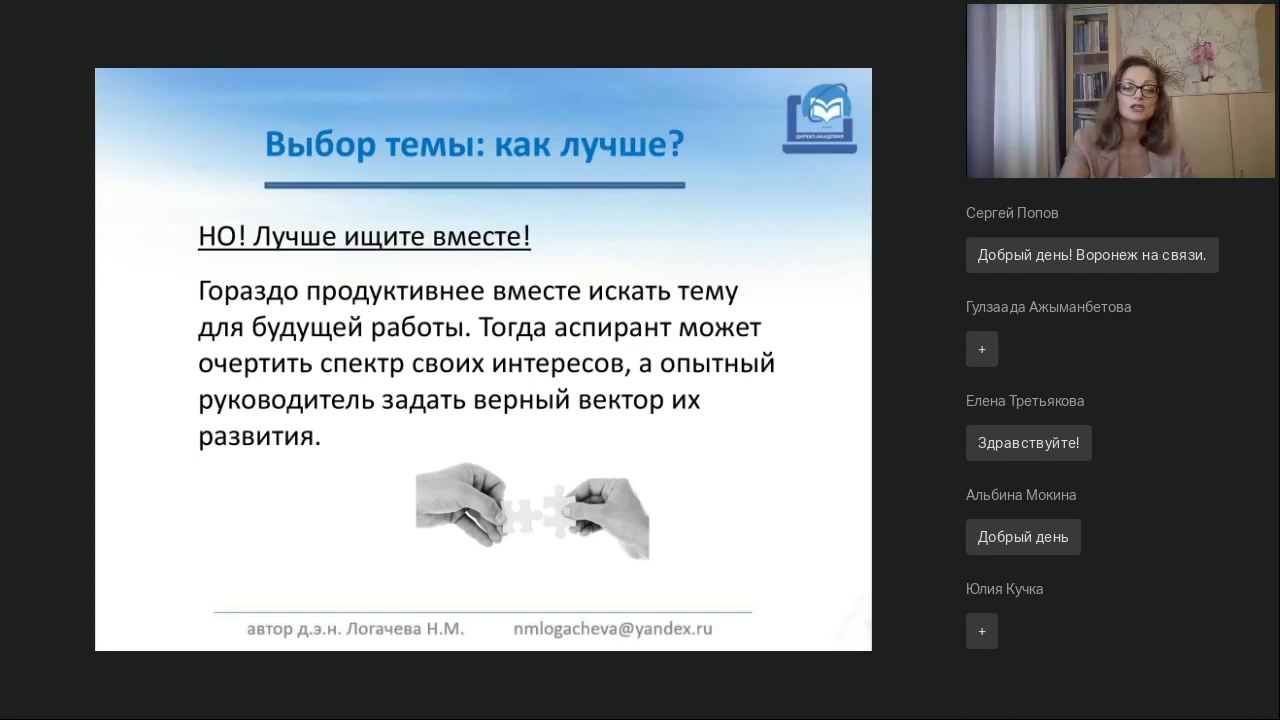 Выбор темы: как лучше?
ДИРЕКТ-АКАДЕМИЯ
НО! Лучше ищите вместе!
Гораздо продуктивнее вместе искать тему
для будущей работы. Тогда аспирант может
очертить спектр своих интересов, а опытный
руководитель задать верный вектор их
развития.
автор д.э.н. Логачева Н.М. nmlogacheva@yandex.ru
Сергей Попов
Добрый день! Воронеж на связи.
Гулзаада Ажыманбетова
+
Елена Третьякова
Здравствуйте!
Альбина Мокина
Добрый день
Юлия Кучка
+